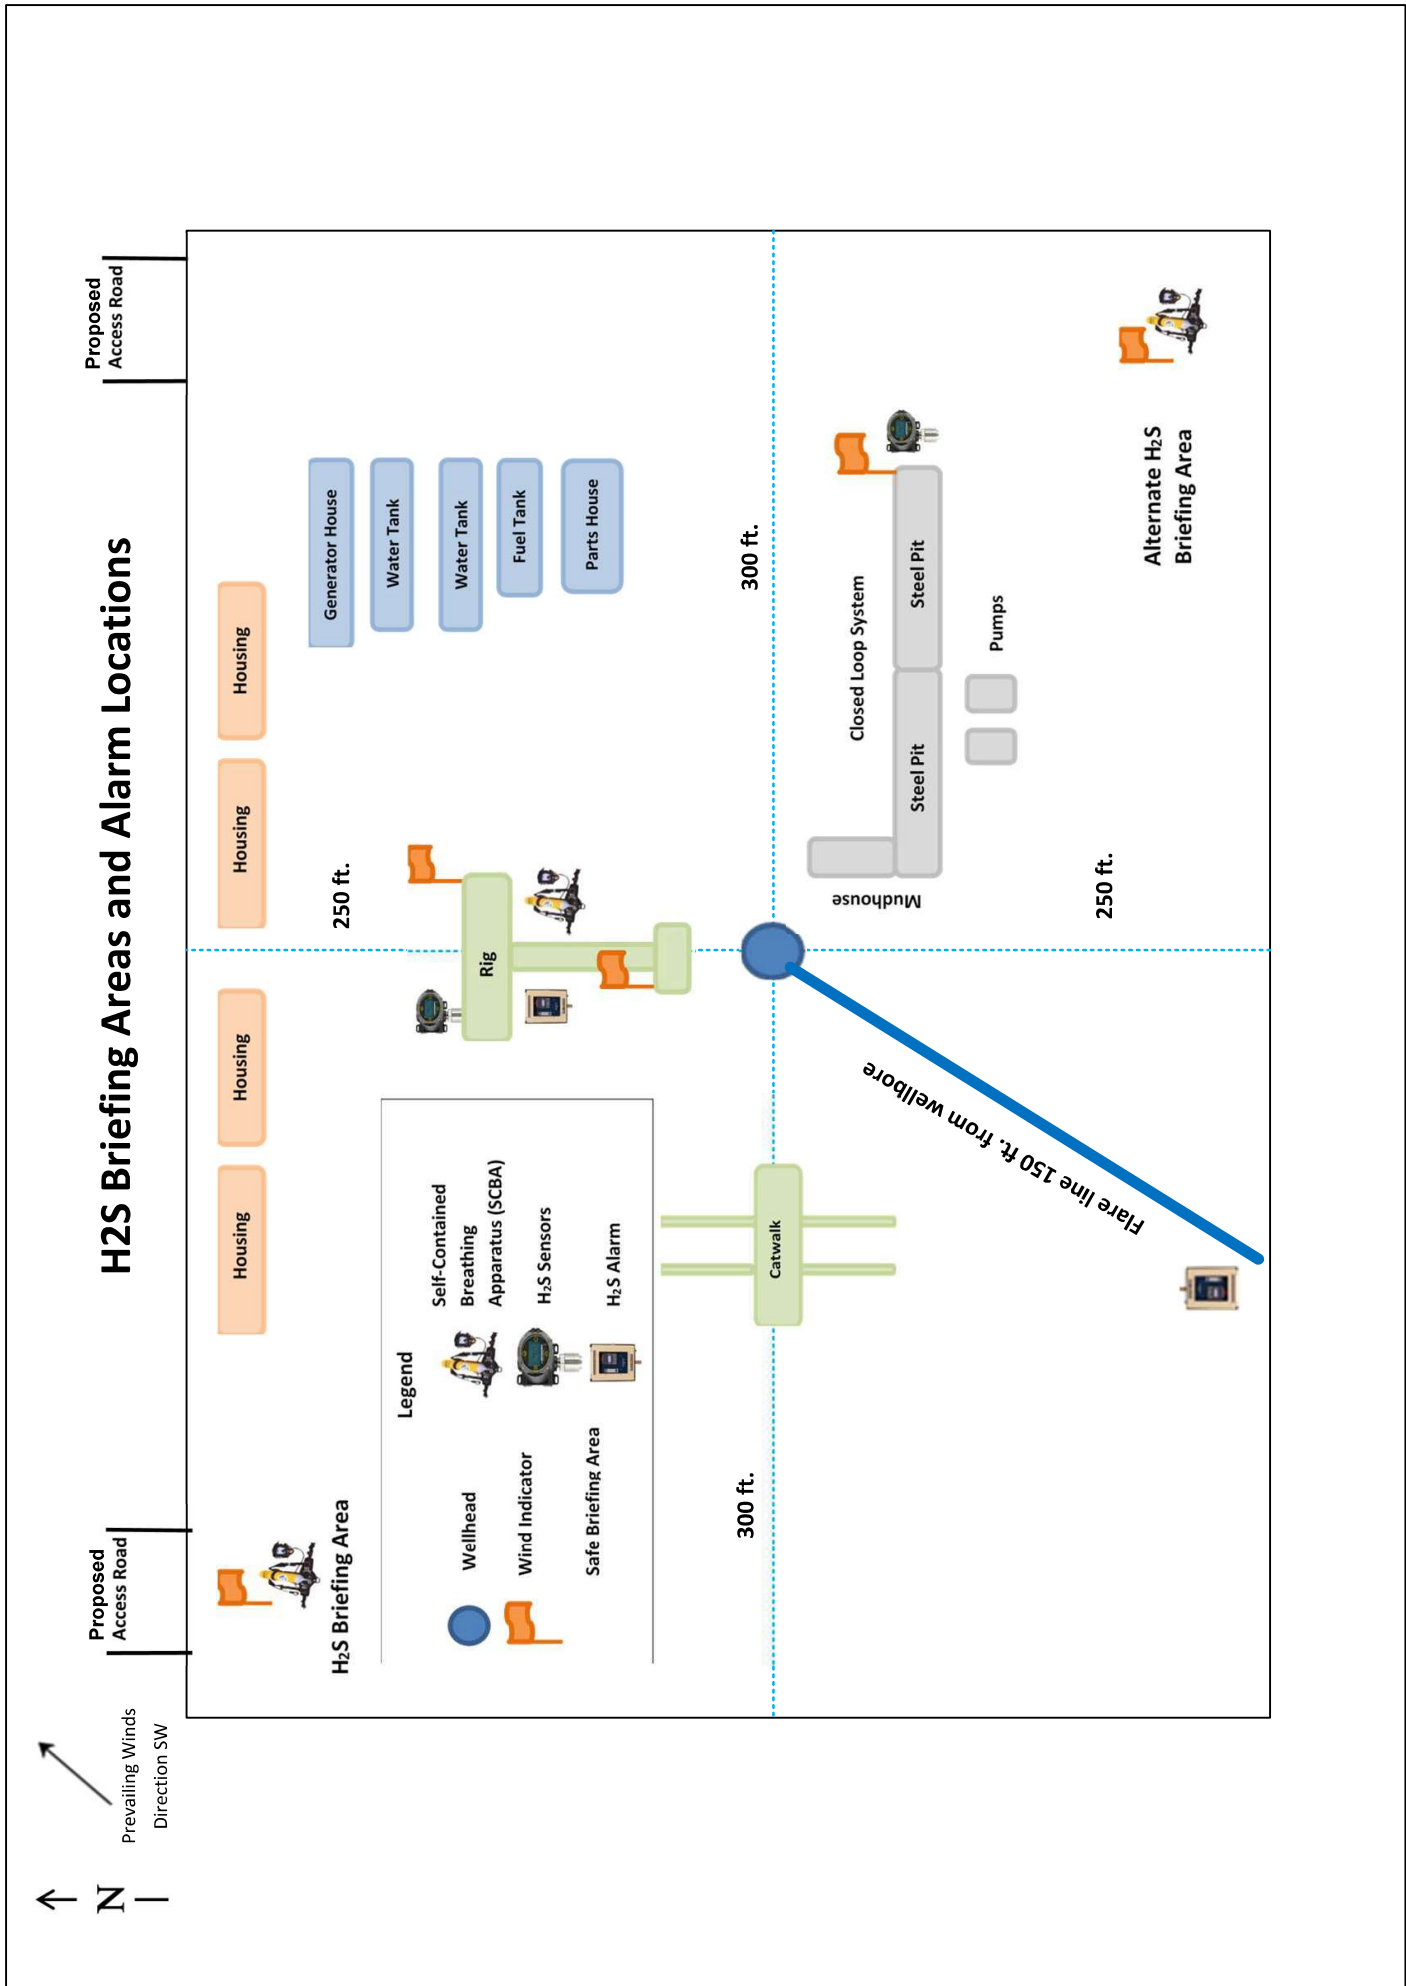 H2S Briefing Areas and Alarm Locations
N
Prevailing Winds
Direction SW
Proposed
Access Road
Proposed
Access Road
H₂S Briefing Area
Housing
Housing
Housing
Housing
250 ft.
Generator House
Water Tank
Water Tank
Fuel Tank
Parts House
Rig
Legend
Wellhead
Wind Indicator
Safe Briefing Area
Self-Contained
Breathing
Apparatus (SCBA)
H₂S Sensors
H₂S Alarm
300 ft.
300 ft.
Catwalk
Mudhouse
Closed Loop System
Steel Pit
Steel Pit
Pumps
Flare line 150 ft. from wellbore
250 ft.
Alternate H₂S
Briefing Area